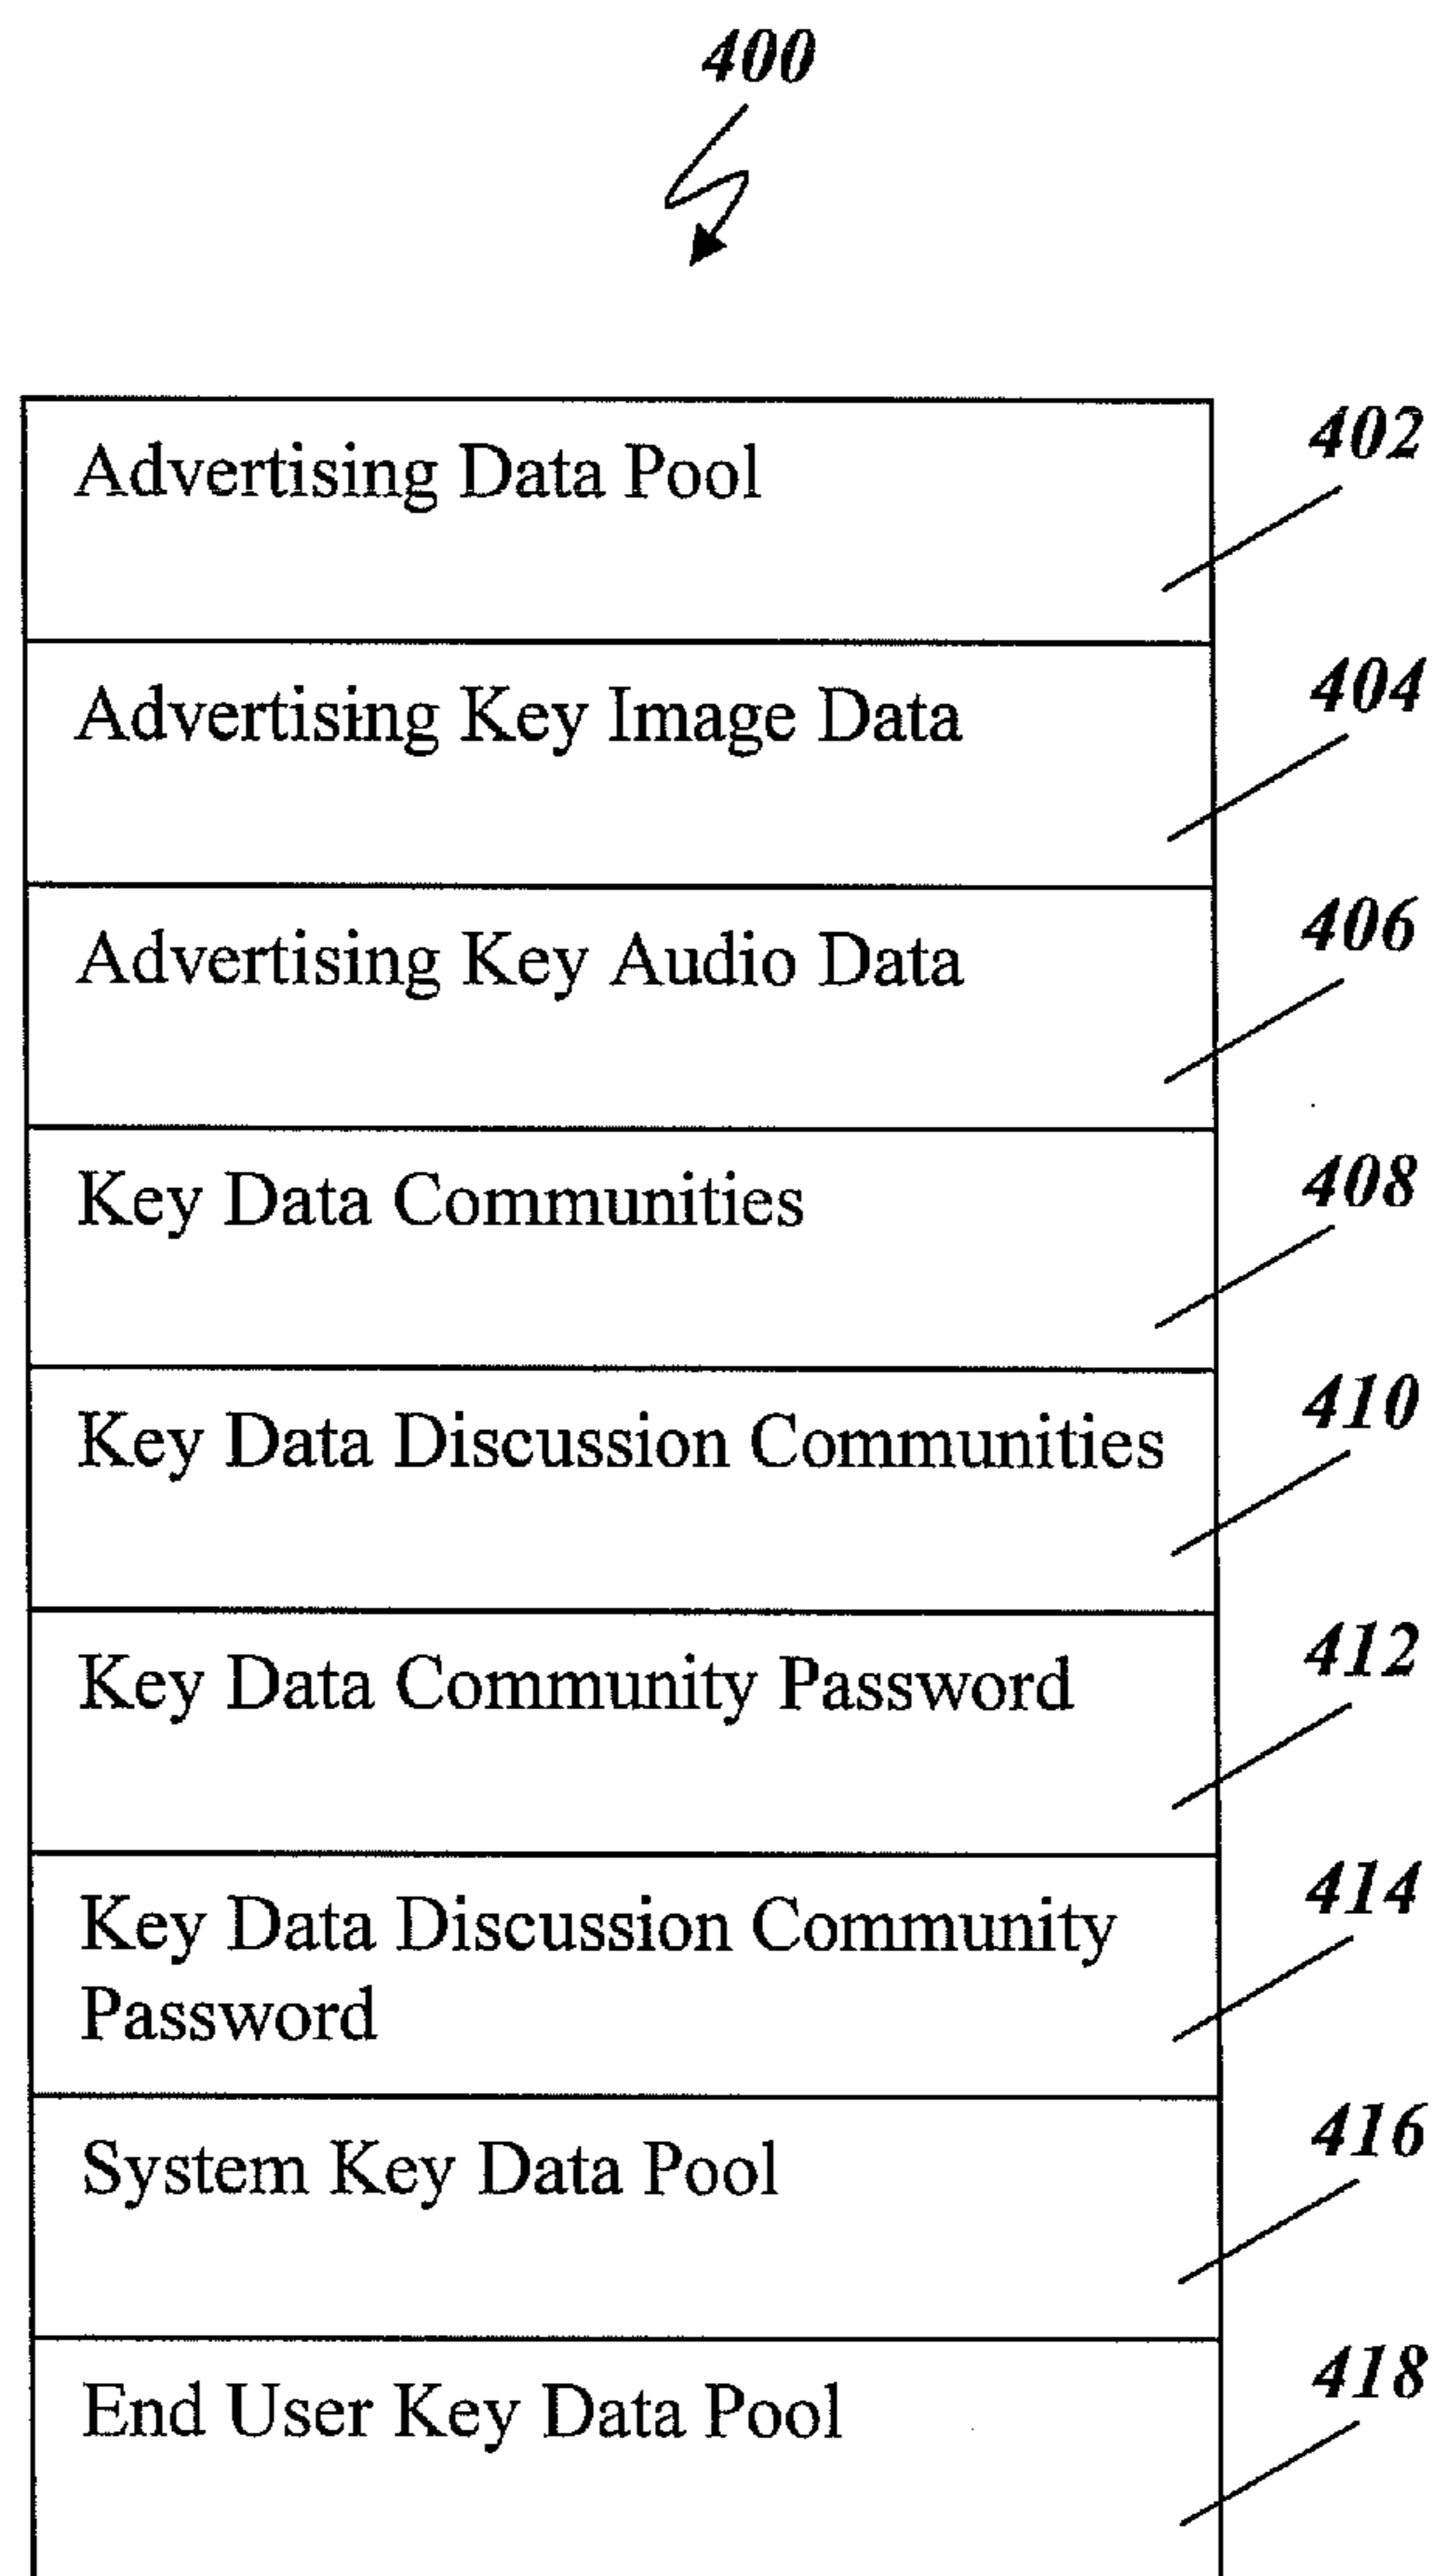 400
Advertising Data Pool
402
Advertising Key Image Data
404
Advertising Key Audio Data
406
Key Data Communities
408
Key Data Discussion Communities
410
Key Data Community Password
412
Key Data Discussion Community
Password
414
System Key Data Pool
416
End User Key Data Pool
418